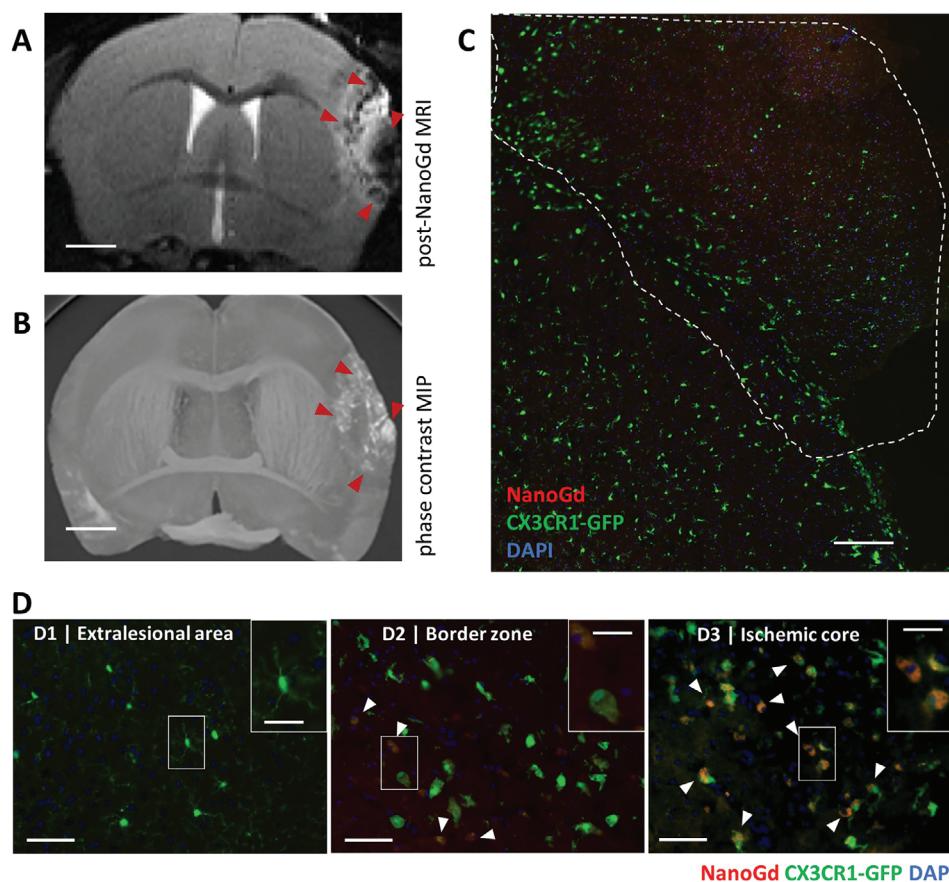 A
post-NanoGd MRI
B
phase contrast MIP
C
NanoGd
CX3CR1-GFP
DAPI
D
D1 | Extralesional area
D2 | Border zone
D3 | Ischemic core
NanoGd CX3CR1-GFP DAP